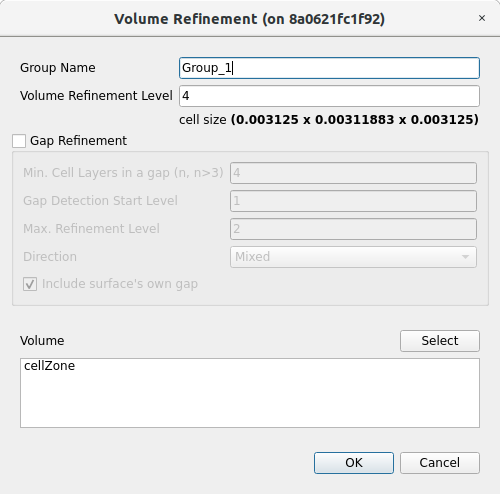 Volume Refinement (on 8a0621fc1f92) ×
Group Name Group_1
Volume Refinement Level 4
cell size (0.003125 x 0.00311883 x 0.003125)
Gap Refinement
Min. Cell Layers in a gap (n, n>3) 4
Gap Detection Start Level 1
Max. Refinement Level 2
Direction Mixed
Include surface's own gap
Volume Select
cellZone
OK Cancel